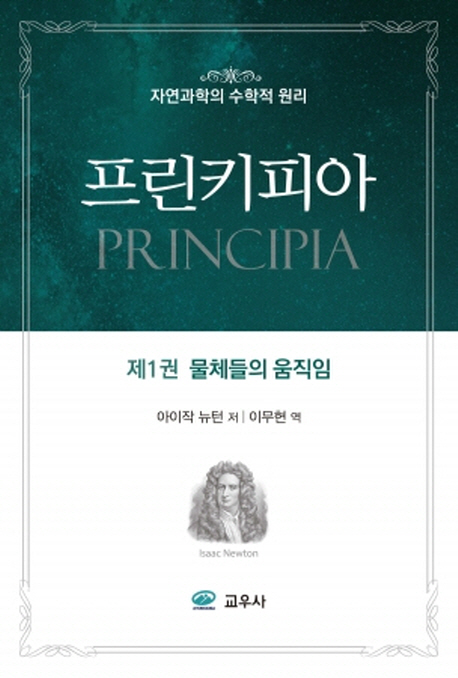 자연과학의 수학적 원리
프린키피아
PRINCIPIA
제1권 물체들의 움직임
아이작 뉴턴 저 | 이무현 역
Isaac Newton
교우사